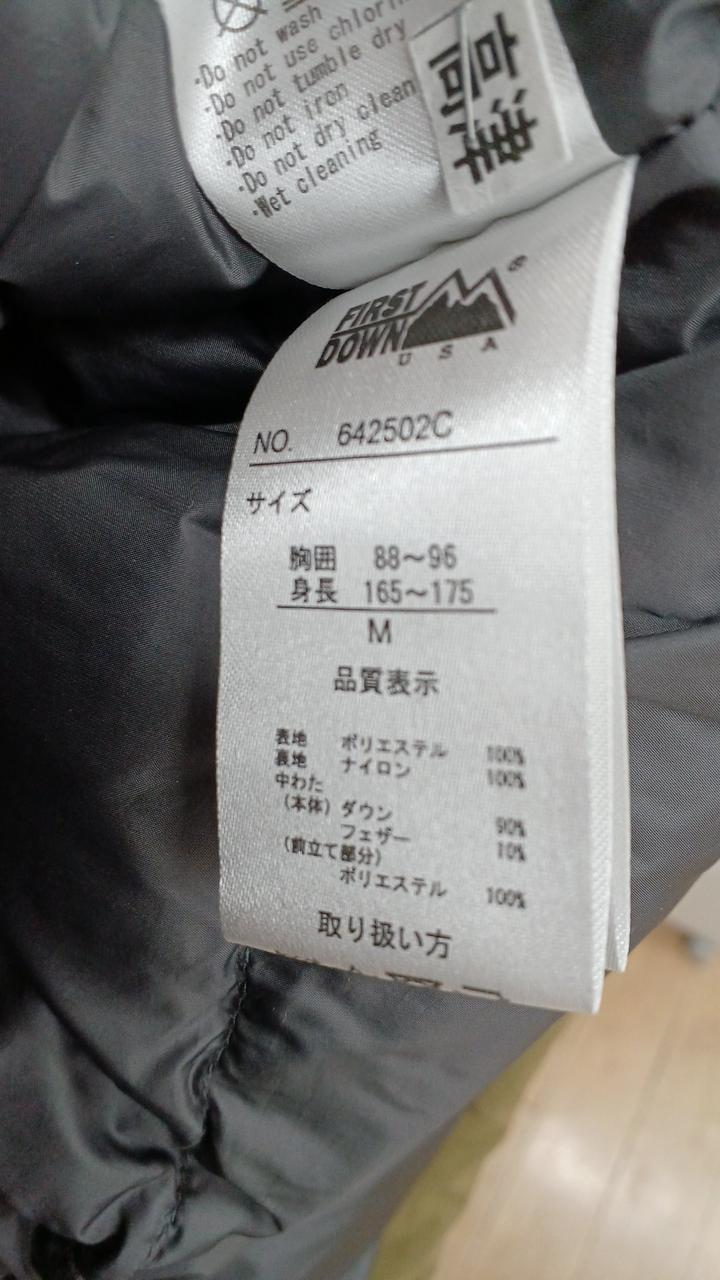 -Do not wash
-Do not use chlorin
-Do not tumble dry
-Do not iron
-Do not dry clean
-Wet cleaning
高津
FIRST
DOWN
USA
®
NO. 642502C
サイズ
胸囲 88～96
身長 165～175
M
品質表示
表地 ポリエステル 100%
裏地 ナイロン 100%
中わた
(本体) ダウン 90%
フェザー 10%
(前立て部分)
ポリエステル 100%
取り扱い方